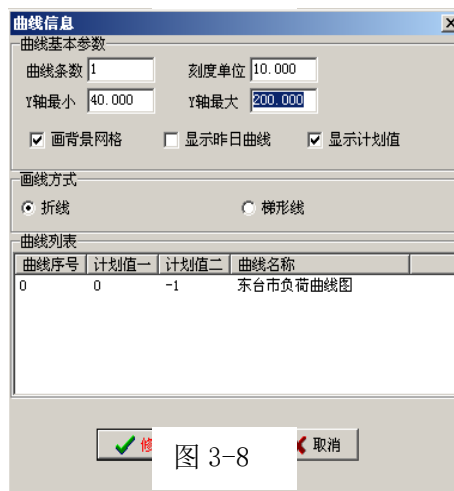 曲线信息
曲线基本参数
曲线条数 1 刻度单位 10.000
Y轴最小 40.000 Y轴最大 200.000
画背景网格 显示昨日曲线 显示计划值
画线方式
折线 梯形线
曲线列表
曲线序号 计划值一 计划值二 曲线名称
0 0 -1 东台市负荷曲线图
修 取消
图 3-8